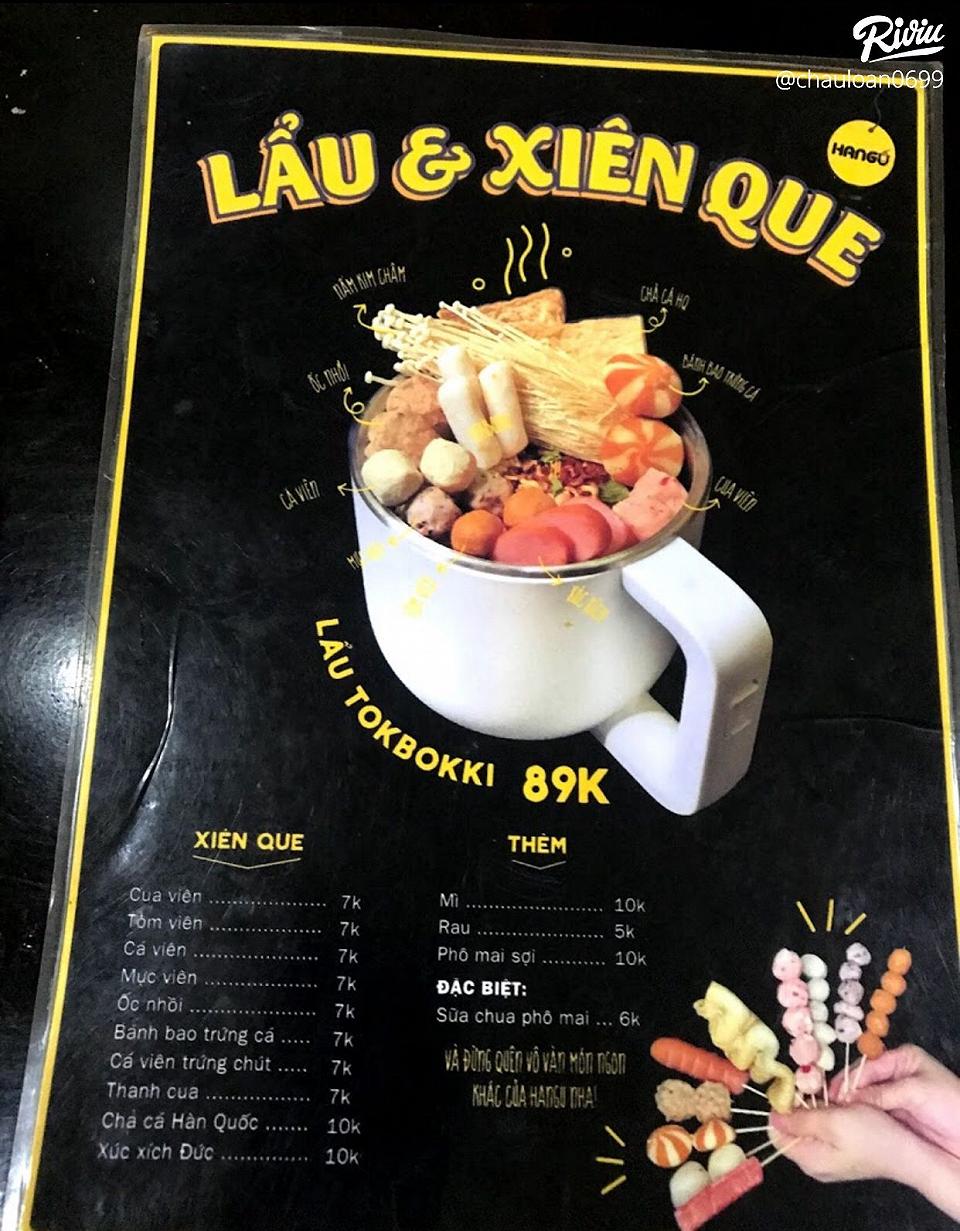 Riviu
@chauloan0699
HANGÚ
LẨU & XIÊN QUE
NẤM KIM CHÂM
CHẢ CÁ HQ
ỐC NHỒI
BÁNH BAO TRỨNG CÁ
CÁ VIÊN
CUA VIÊN
LẨU TOKBOKKI 89K
XIÊN QUE
Cua viên ........................ 7k
Tôm viên ....................... 7k
Cá viên ......................... 7k
Mực viên ....................... 7k
Ốc nhồi ......................... 7k
Bánh bao trứng cá ..... 7k
Cá viên trứng chút ..... 7k
Thanh cua .................... 7k
Chả cá Hàn Quốc ....... 10k
Xúc xích Đức .............. 10k
THÊM
Mì ........................... 10k
Rau ......................... 5k
Phô mai sợi ........... 10k
ĐẶC BIỆT:
Sữa chua phô mai ... 6k
VÀ ĐỪNG QUÊN VÔ VÀN MÓN NGON
KHÁC CỦA HANGU NHA!